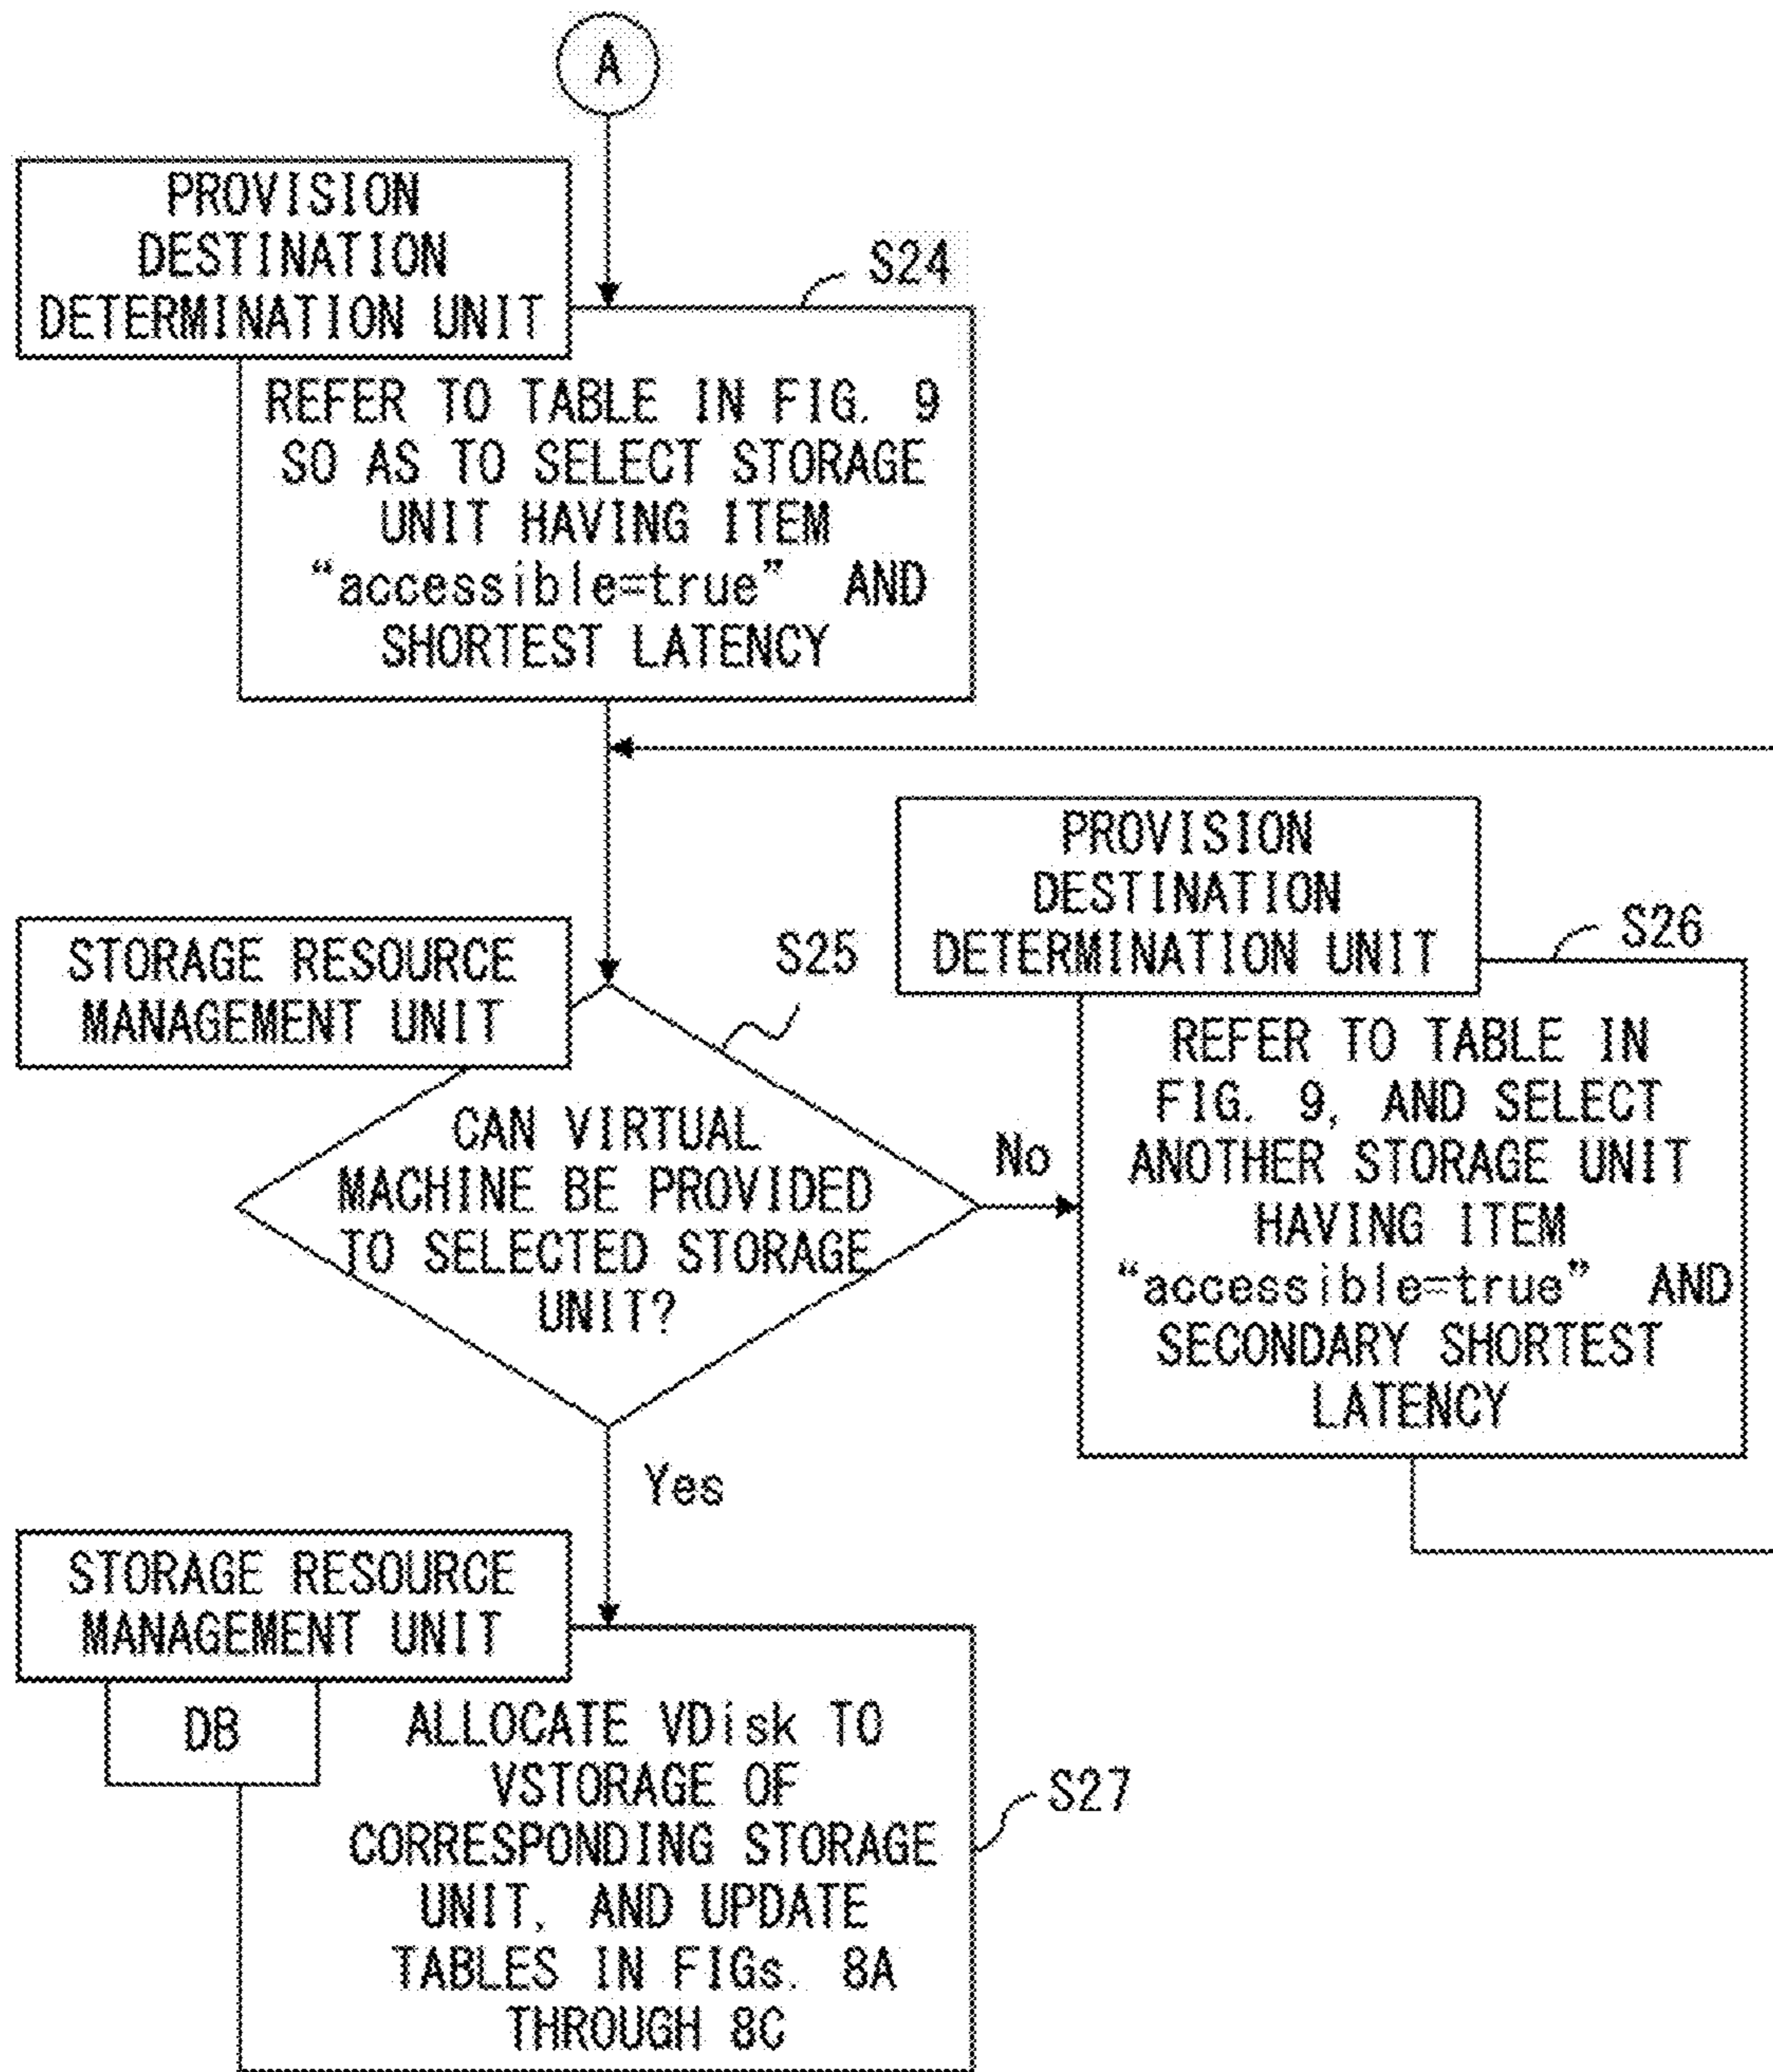 A
PROVISION
DESTINATION
DETERMINATION UNIT
S24
REFER TO TABLE IN FIG. 9
SO AS TO SELECT STORAGE
UNIT HAVING ITEM
“accessible=true” AND
SHORTEST LATENCY
PROVISION
DESTINATION
DETERMINATION UNIT
S26
STORAGE RESOURCE
MANAGEMENT UNIT
S25
CAN VIRTUAL
MACHINE BE PROVIDED
TO SELECTED STORAGE
UNIT?
No
REFER TO TABLE IN
FIG. 9, AND SELECT
ANOTHER STORAGE UNIT
HAVING ITEM
“accessible=true” AND
SECONDARY SHORTEST
LATENCY
Yes
STORAGE RESOURCE
MANAGEMENT UNIT
DB
ALLOCATE VDisk TO
VSTORAGE OF
CORRESPONDING STORAGE
UNIT, AND UPDATE
TABLES IN FIGs. 8A
THROUGH 8C
S27